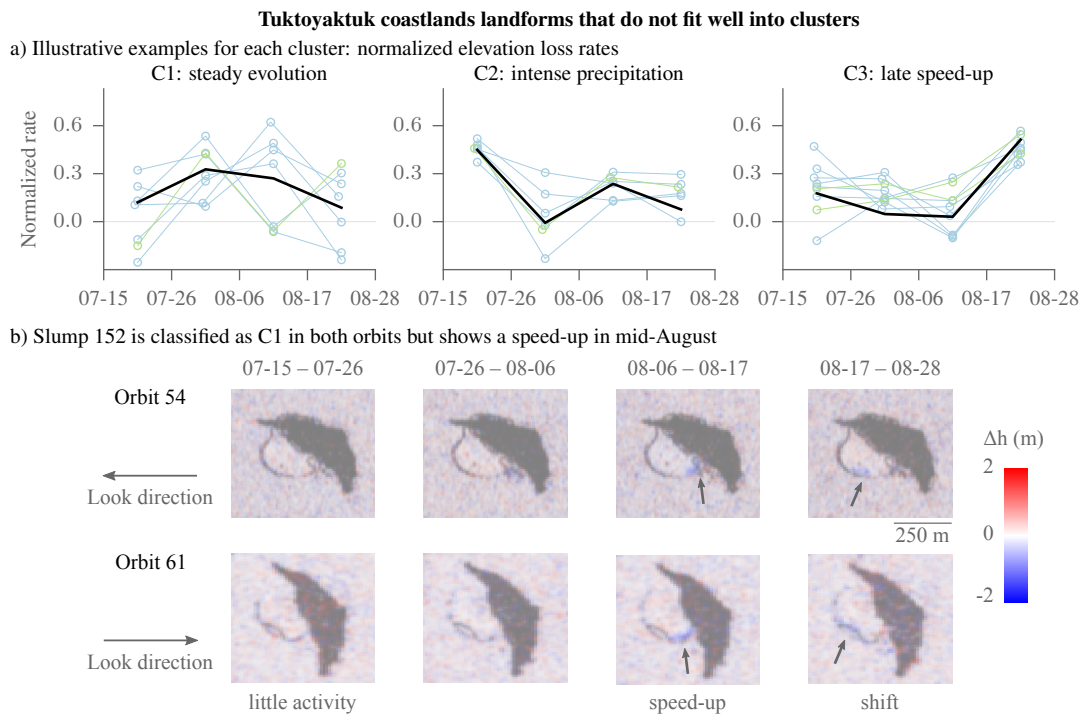 Tuktoyaktuk coastlands landforms that do not fit well into clusters
a) Illustrative examples for each cluster: normalized elevation loss rates
C1: steady evolution
C2: intense precipitation
C3: late speed-up
Normalized rate
0.6
0.3
0.0
07-15 07-26 08-06 08-17 08-28
0.6
0.3
0.0
07-15 07-26 08-06 08-17 08-28
0.6
0.3
0.0
07-15 07-26 08-06 08-17 08-28
b) Slump 152 is classified as C1 in both orbits but shows a speed-up in mid-August
07-15 – 07-26
07-26 – 08-06
08-06 – 08-17
08-17 – 08-28
Orbit 54
Look direction
Δh (m)
2
0
-2
250 m
Orbit 61
Look direction
little activity
speed-up
shift